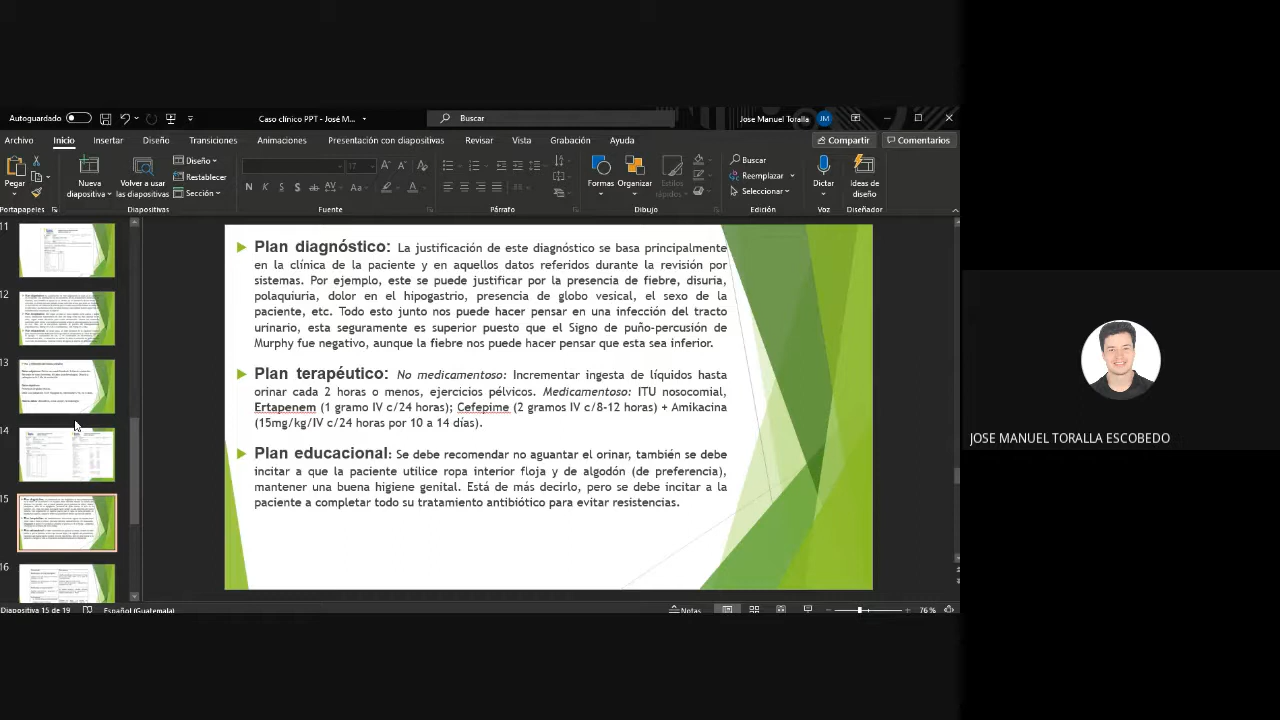 Autoguardado
Caso clínico PPT - José M...
Buscar
Jose Manuel Toralla
JM
Archivo
Inicio
Insertar
Diseño
Transiciones
Animaciones
Presentación con diapositivas
Revisar
Vista
Grabación
Ayuda
Compartir
Comentarios
Pegar
Nueva diapositiva
Volver a usar las diapositivas
Diseño
Restablecer
Sección
Formas
Organizar
Estilos rápidos
Buscar
Reemplazar
Seleccionar
Dictar
Ideas de diseño
Portapapeles
Diapositivas
Fuente
Párrafo
Dibujo
Edición
Voz
Diseñador
Plan diagnóstico: La justificación de este diagnóstico se basa principalmente
en la clínica de la paciente y en aquellos datos referidos durante la revisión por
sistemas. Por ejemplo, este se puede justificar por la presencia de fiebre, disuria,
polaquiuria, dolor en el hipogastrio, presencia de globo vesical, el sexo de la
paciente, todo esto juntarnos nos hace pensar en una infección del tracto
urinario, esta seguramente es superior puesto que el Signo de puño-percusión de
Murphy fue negativo, aunque la fiebre nos puede hacer pensar que esta sea inferior.
Plan terapéutico: No adicionales: Incrementar ingesta de líquidos hasta
orinar cada 2 horas o menos, ejercicios pélvicos. Medicamentoso: ITU nosocomial,
Ertapenem (1 gramo IV c/24 horas); Cefepime (2 gramos IV c/8-12 horas) + Amikacina
(15mg/kg IV c/24 horas por 10 a 14 días).
Plan educacional: Se debe recomendar no aguantar el orinar, también se debe
incitar a que la paciente utilice ropa interior floja y de algodón (de preferencia),
mantener una buena higiene genital. Está de más decirlo, pero se debe incitar a la
paciente a tomar todo el tratamiento antibiótico para evitar resistencias.
11
12
13
14
15
16
JOSE MANUEL TORALLA ESCOBEDO
Diapositiva 15 de 19
Español (Guatemala)
Notas
76 %